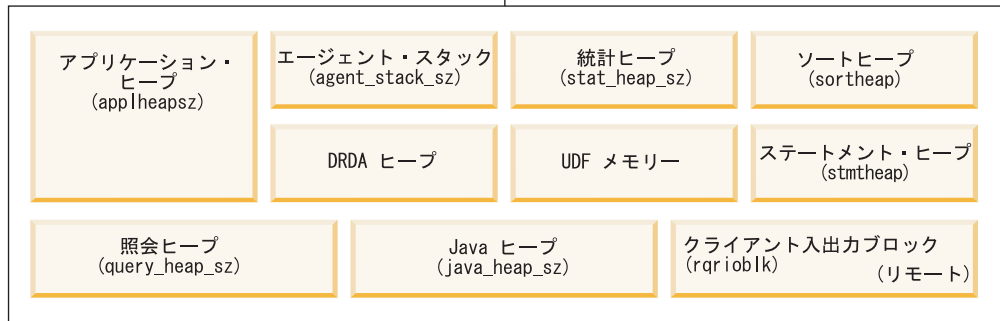 アプリケーション・
ヒープ
(applheapsz)
エージェント・スタック
(agent_stack_sz)
統計ヒープ
(stat_heap_sz)
ソートヒープ
(sortheap)
DRDA ヒープ
UDF メモリー
ステートメント・ヒープ
(stmtheap)
照会ヒープ
(query_heap_sz)
Java ヒープ
(java_heap_sz)
クライアント入出力ブロック
(rqrioblk)
(リモート)